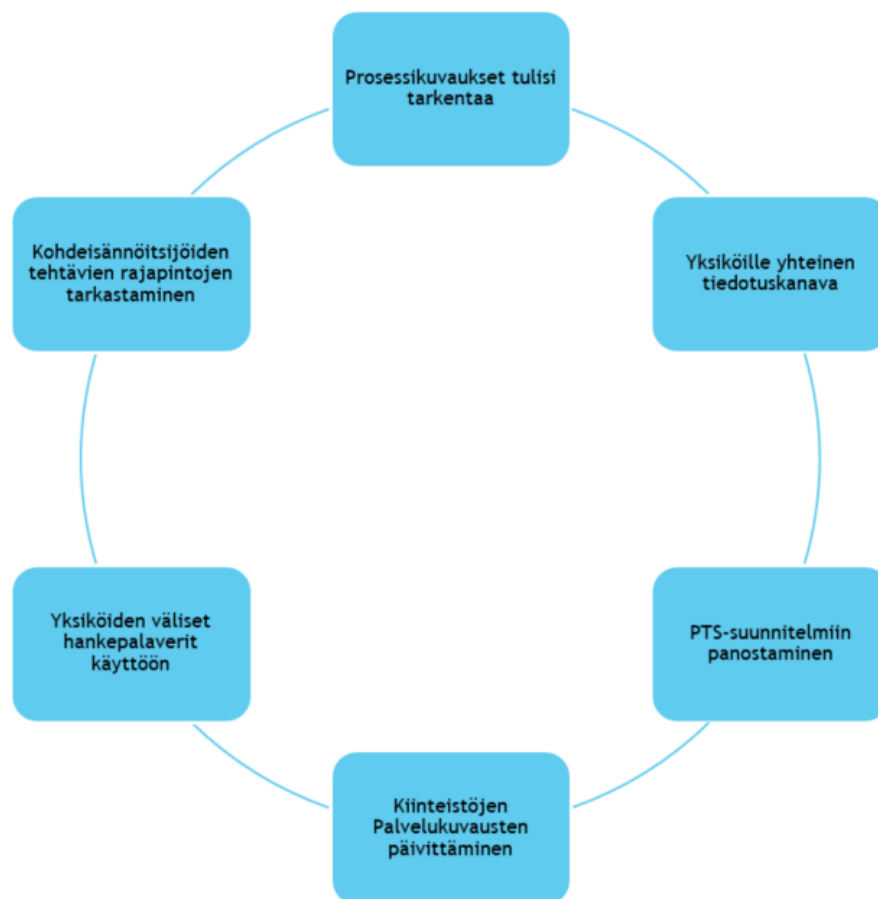 Prosessikuvaukset tulisi
tarkentaa
Yksiköille yhteinen
tiedotuskanava
PTS-suunnitelmiin
panostaminen
Kiinteistöjen
Palvelukuvausten
päivittäminen
Yksiköiden väliset
hankepalaverit
käyttöön
Kohdeisännöitsijöiden
tehtävien rajapintojen
tarkastaminen